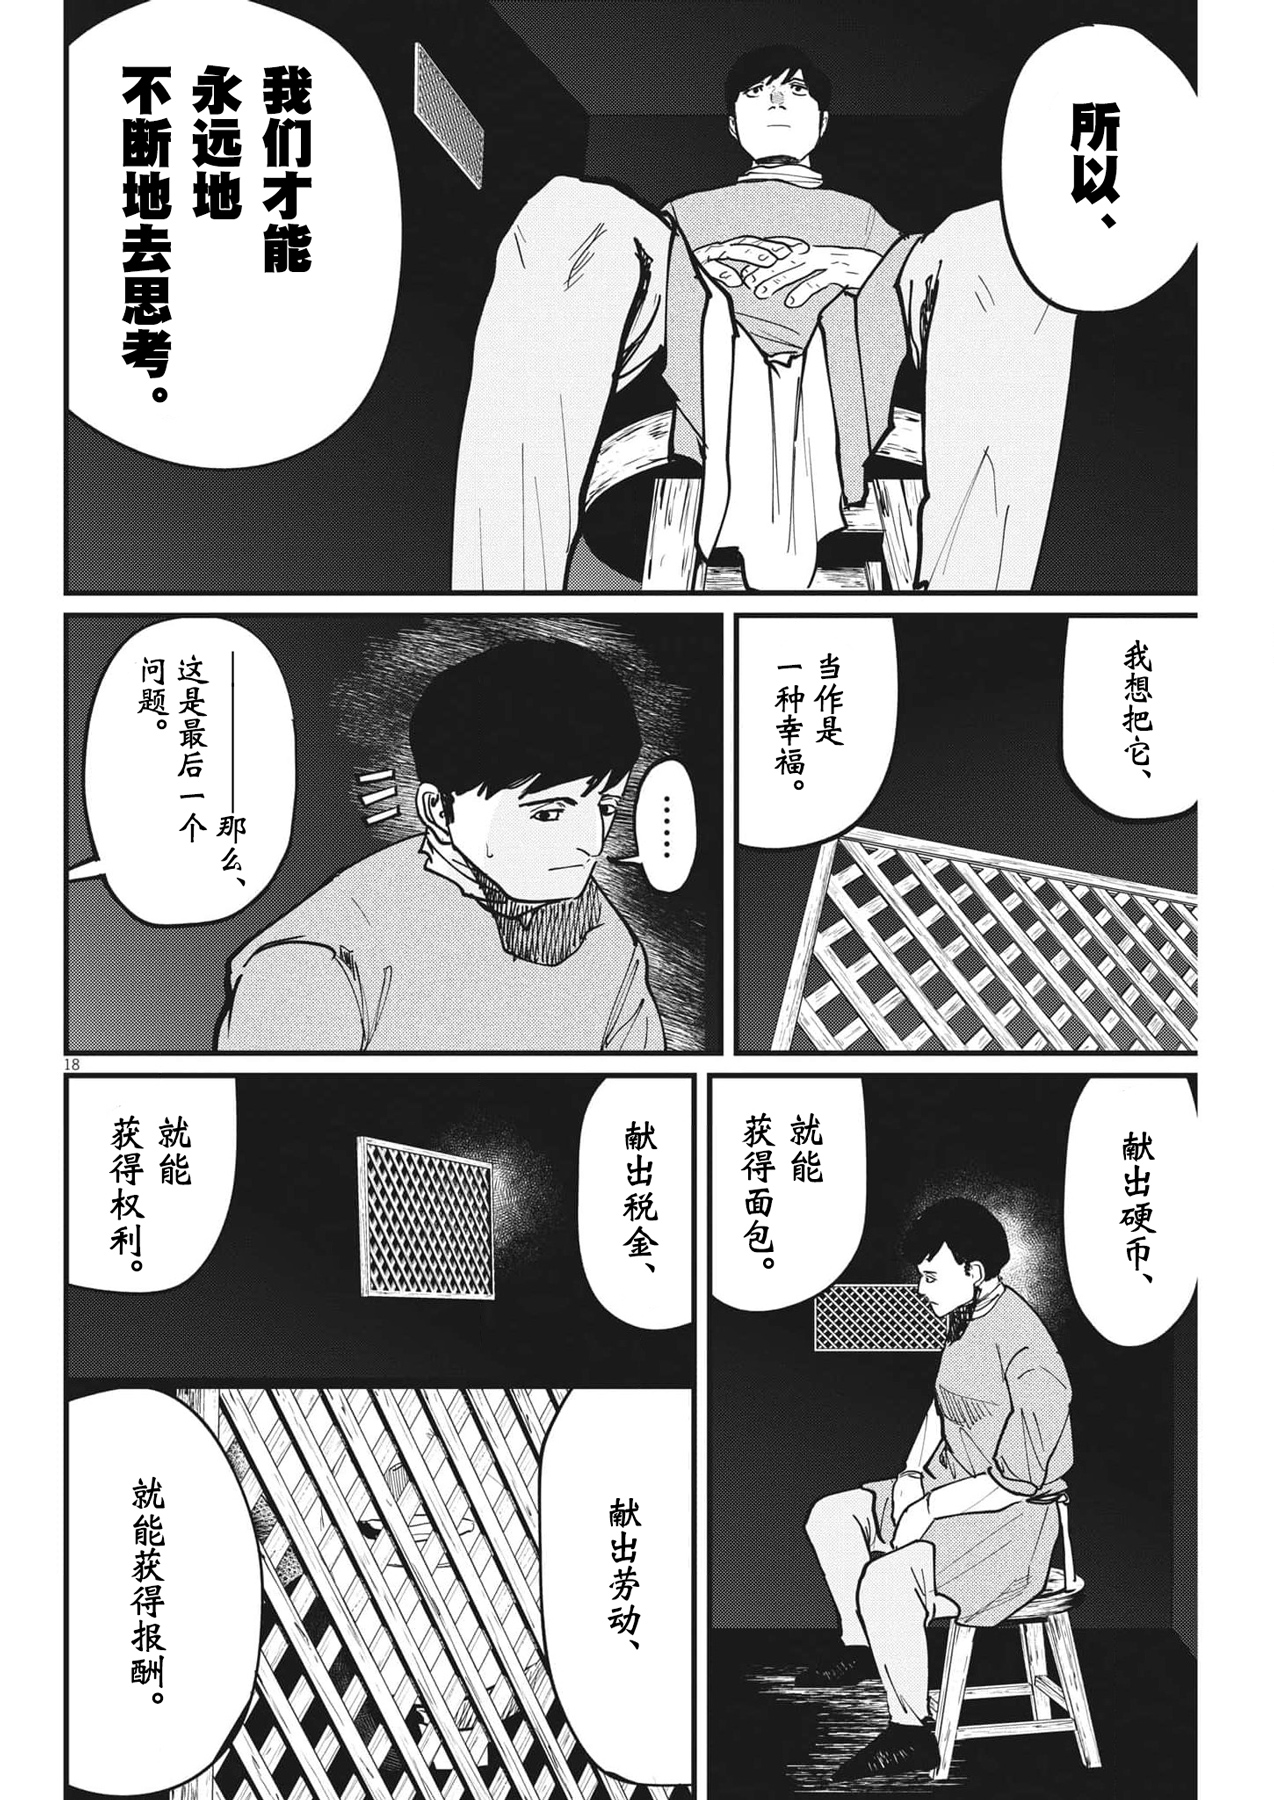 所以、
我们才能
永远地
不断地去思考。
我想把它、
当作是
一种幸福。
……
——那么、
这是最后一个
问题。
18
献出硬币、
就能
获得面包。
献出税金、
就能
获得权利。
献出劳动、
就能获得报酬。